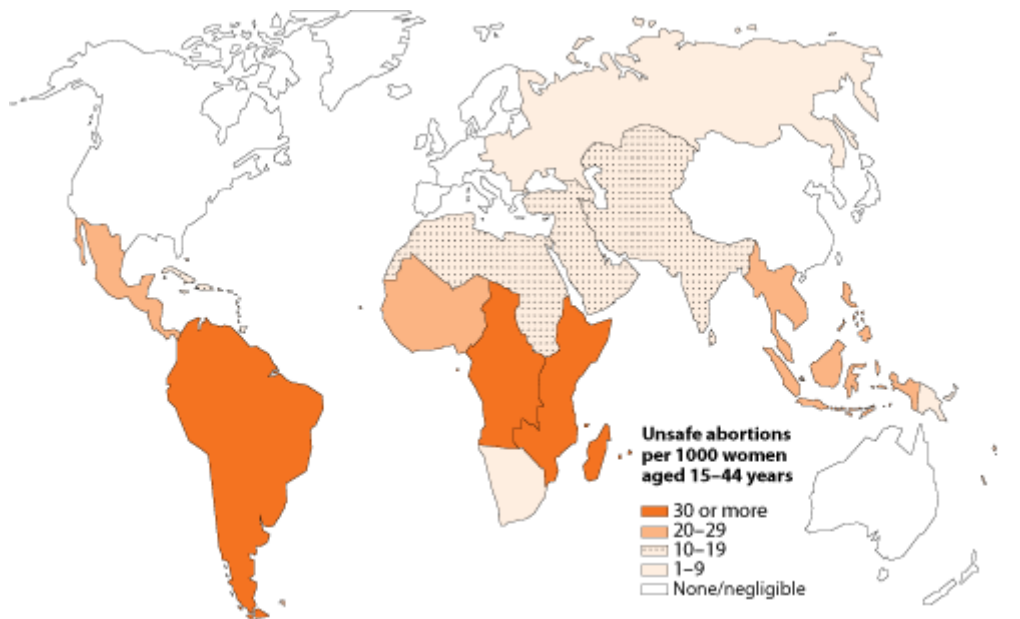 Unsafe abortions
per 1000 women
aged 15–44 years
30 or more
20–29
10–19
1–9
None/negligible